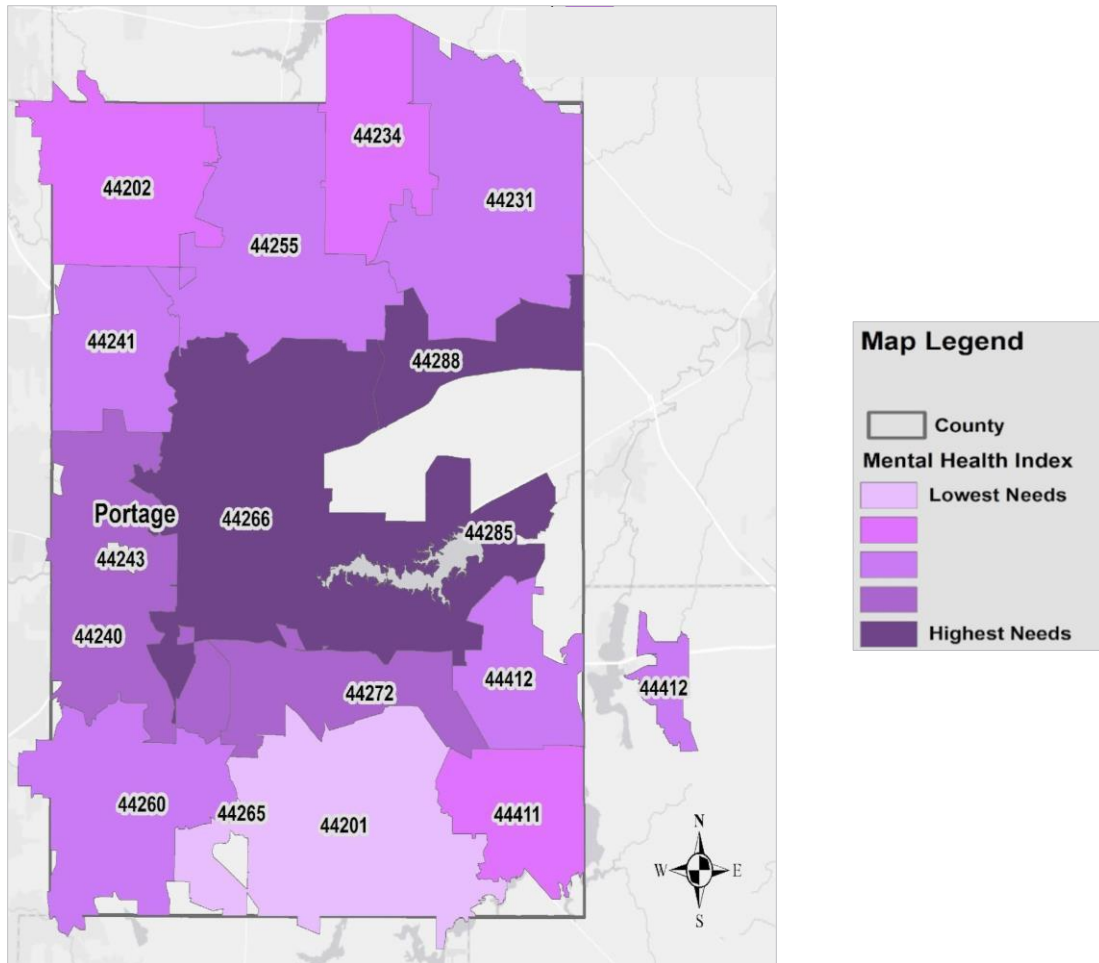 44234
44202
44231
44255
44241
44288
Portage
44266
44285
44243
44240
44412
44272
44412
44260
44265
44201
44411
N
W E
S
Map Legend
County
Mental Health Index
Lowest Needs
Highest Needs